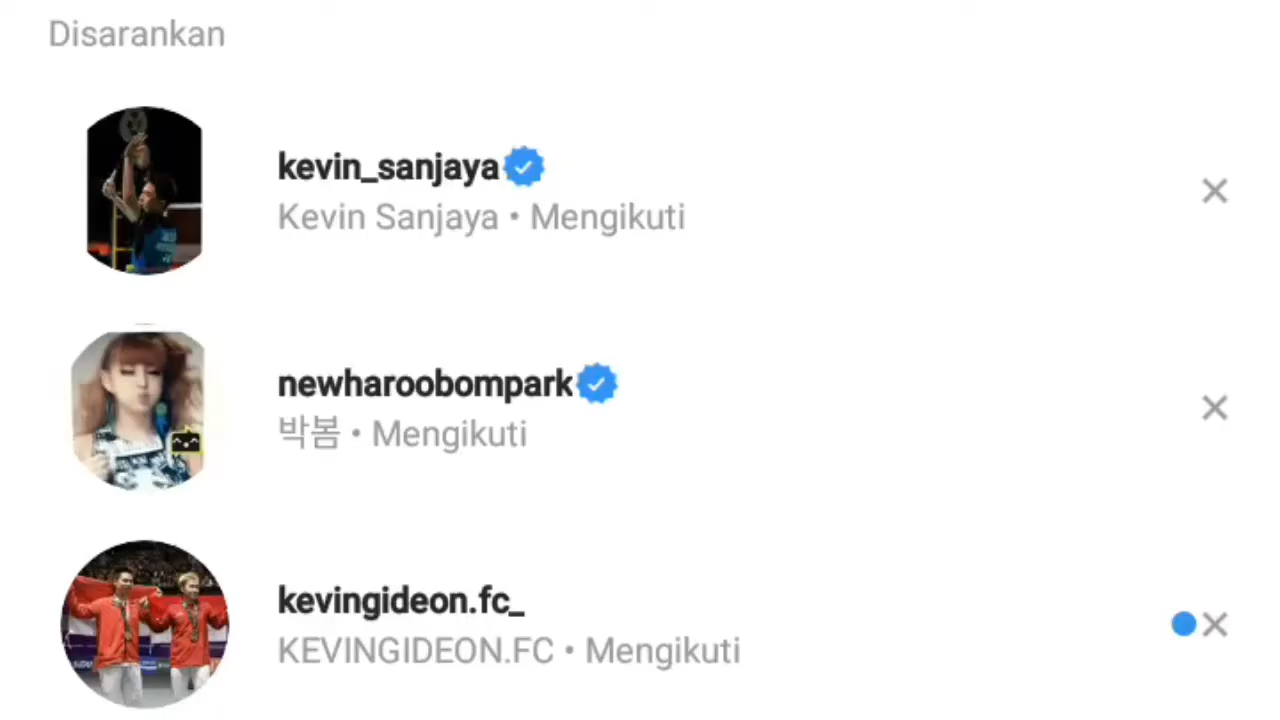 Disarankan
kevin_sanjaya
Kevin Sanjaya • Mengikuti
newharoobompark
박봄 • Mengikuti
kevingideon.fc_
KEVINGIDEON.FC • Mengikuti